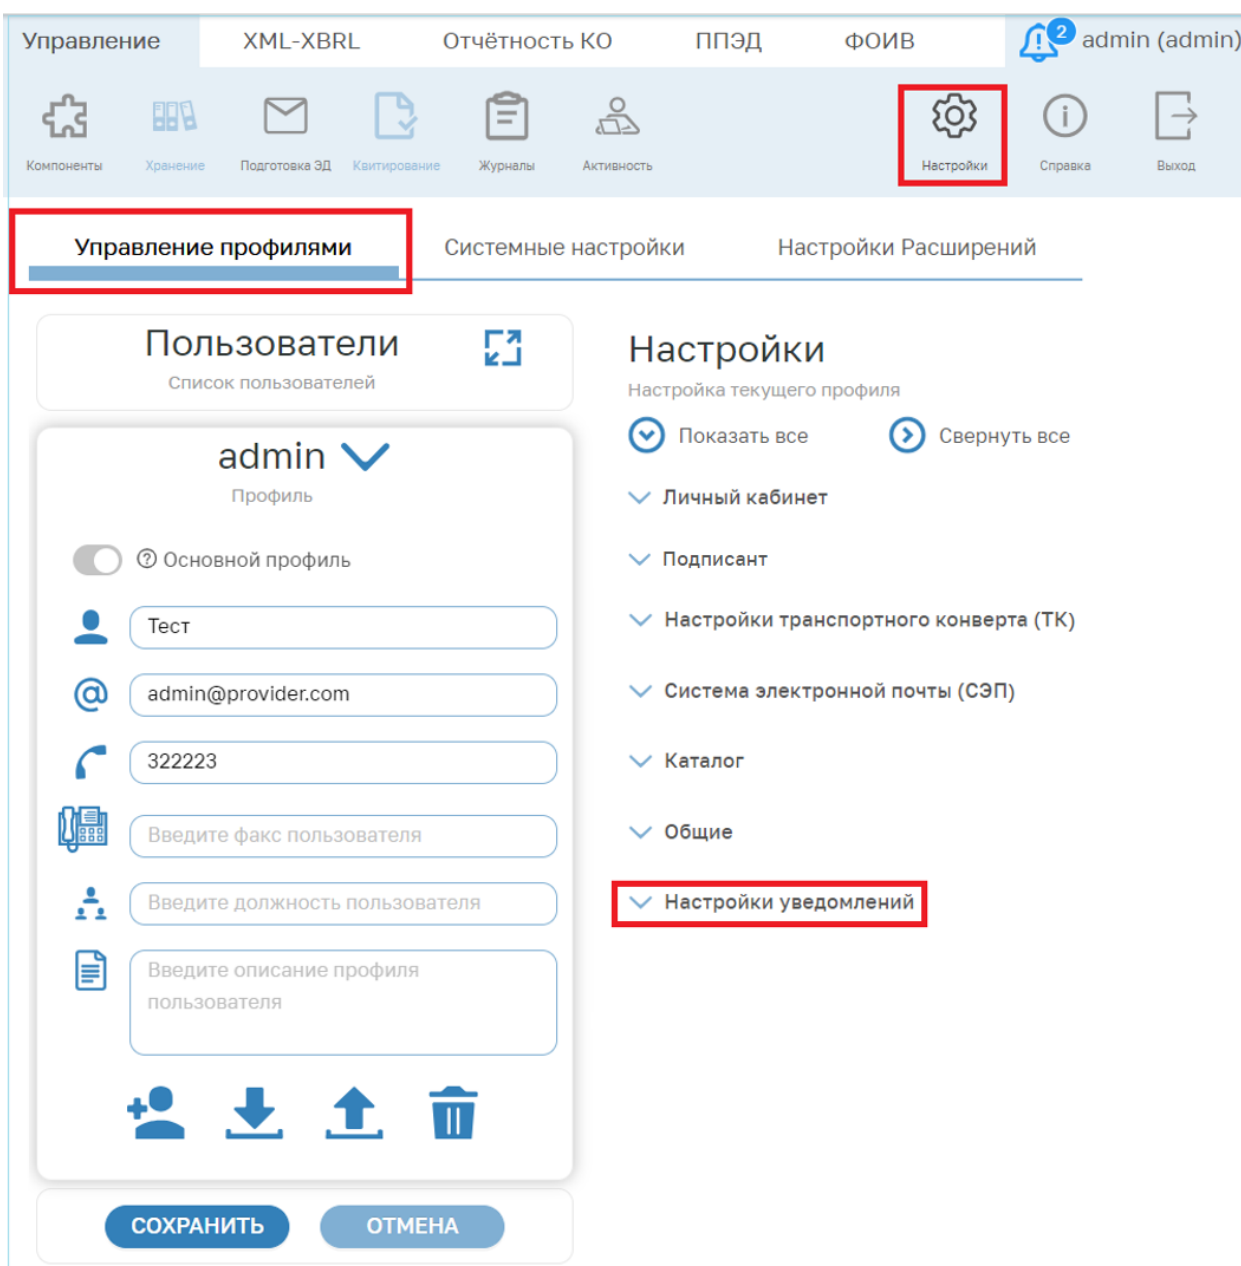 Управление XML-XBRL Отчётность КО ППЭД ФОИВ 2 admin (admin)
Компоненты Хранение Подготовка ЭД Квитирование Журналы Активность Настройки Справка Выход
Управление профилями Системные настройки Настройки Расширений
Пользователи
Список пользователей
admin
Профиль
Основной профиль
Тест
admin@provider.com
322223
Введите факс пользователя
Введите должность пользователя
Введите описание профиля
пользователя
СОХРАНИТЬ ОТМЕНА
Настройки
Настройка текущего профиля
Показать все Свернуть все
Личный кабинет
Подписант
Настройки транспортного конверта (ТК)
Система электронной почты (СЭП)
Каталог
Общие
Настройки уведомлений